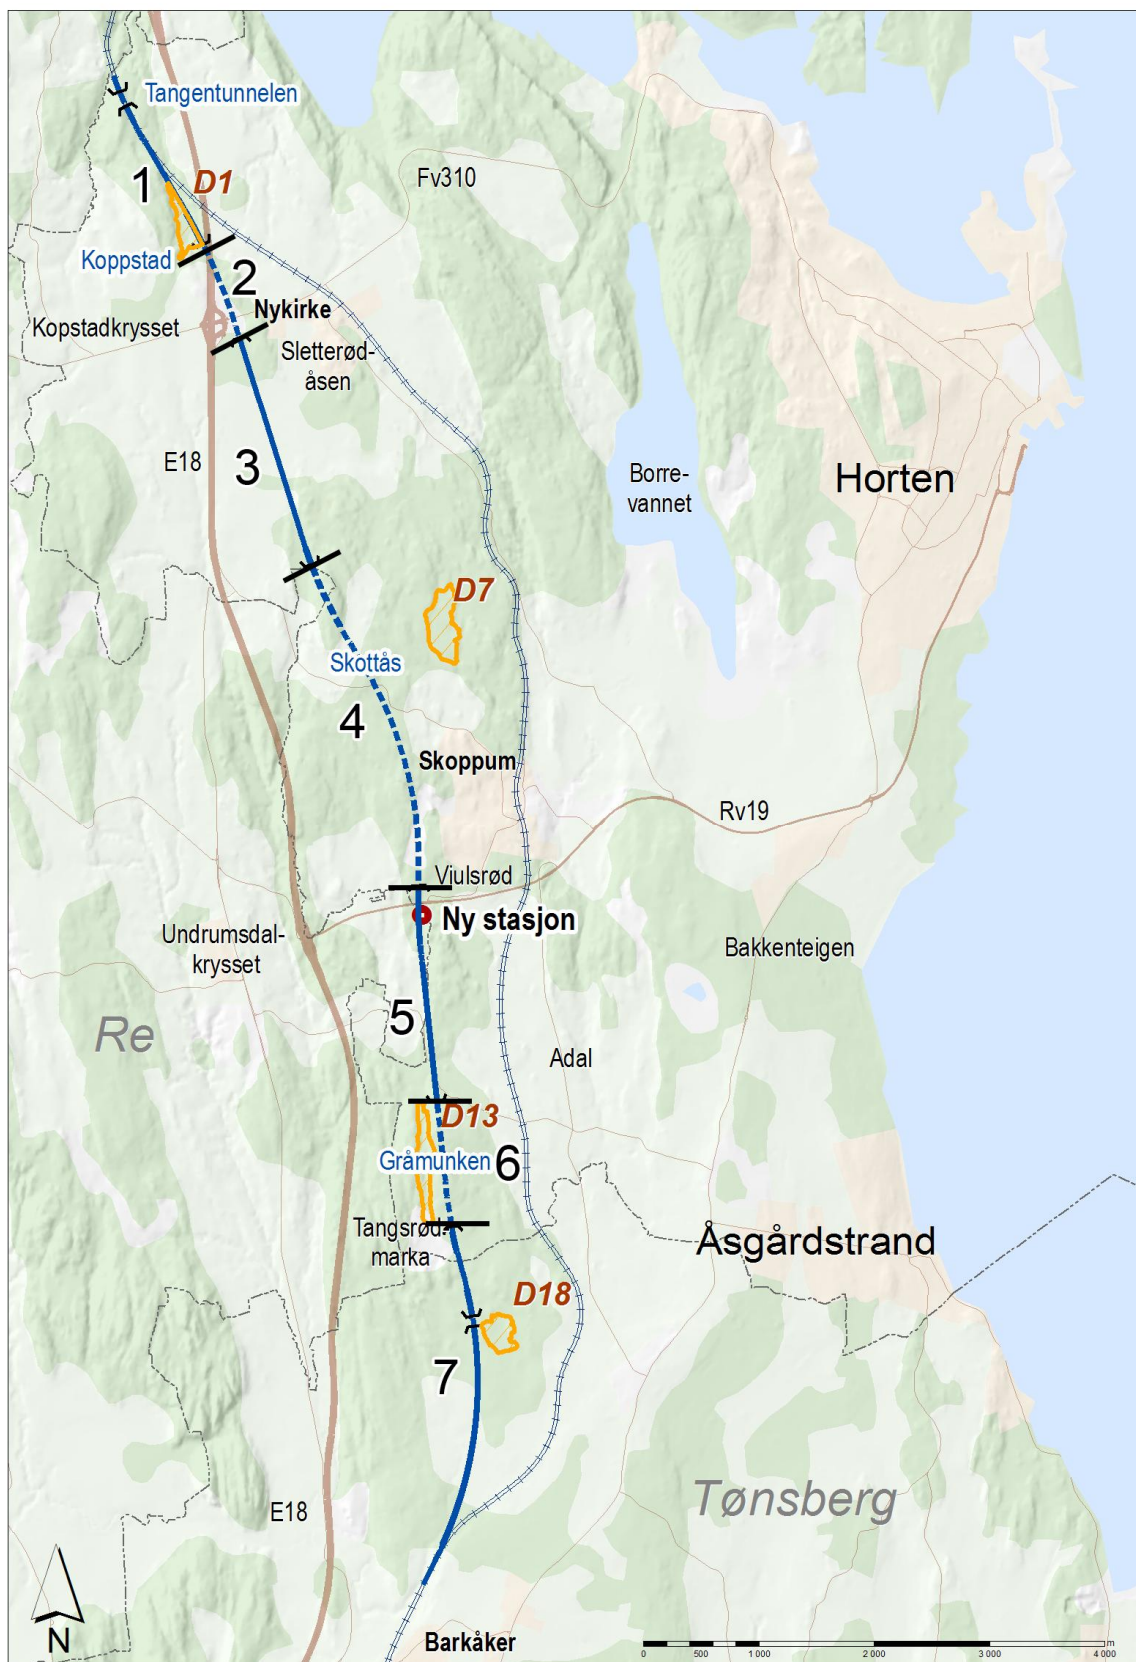 Tangentunnelen
1
D1
Fv310
Koppstad
2
Nykirke
Kopstadkrysset
Sletterød-
åsen
E18
3
Borre-
vannet
Horten
D7
Skottås
4
Skoppum
Rv19
Viulsrød
Ny stasjon
Undrumsdal-
krysset
Bakkenteigen
5
Re
Adal
D13
Gråmunken
6
Tangsrød-
marka
Åsgårdstrand
D18
7
Tønsberg
E18
N
Barkåker
0 500 1 000 2 000 3 000 4 000 m